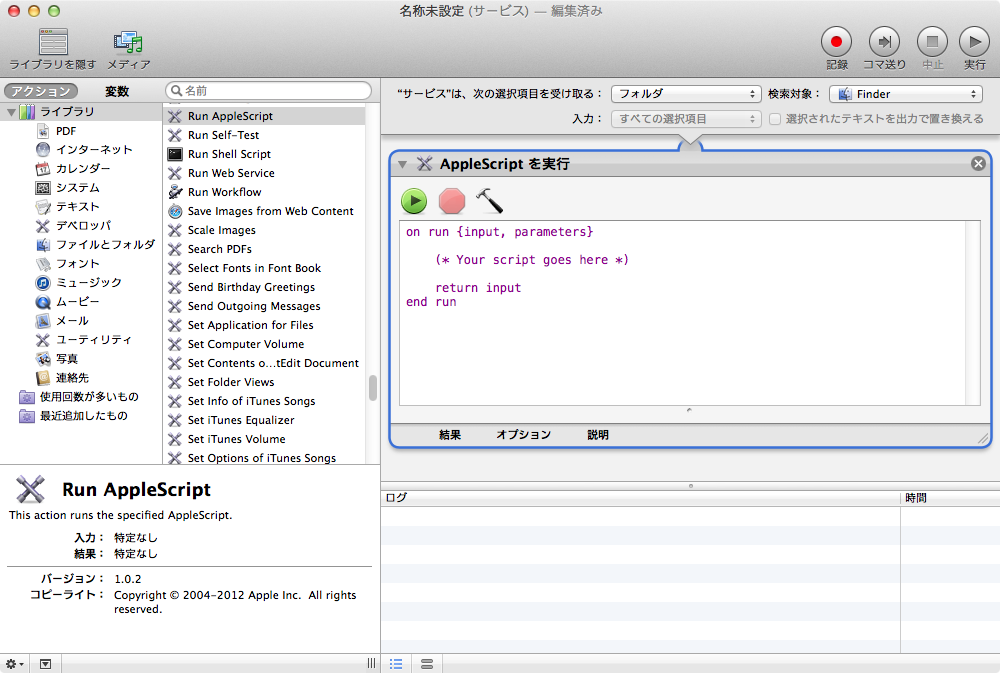 名称未設定 (サービス) — 編集済み
ライブラリを隠す メディア 記録 コマ送り 中止 実行
アクション 変数 名前
ライブラリ
PDF
インターネット
カレンダー
システム
テキスト
デベロッパ
ファイルとフォルダ
フォント
ミュージック
ムービー
メール
ユーティリティ
写真
連絡先
使用回数が多いもの
最近追加したもの
Run AppleScript
Run Self-Test
Run Shell Script
Run Web Service
Run Workflow
Save Images from Web Content
Scale Images
Search PDFs
Select Fonts in Font Book
Send Birthday Greetings
Send Outgoing Messages
Set Application for Files
Set Computer Volume
Set Contents o…tEdit Document
Set Folder Views
Set Info of iTunes Songs
Set iTunes Equalizer
Set iTunes Volume
Set Options of iTunes Songs
"サービス"は、次の選択項目を受け取る： フォルダ 検索対象： Finder
入力： すべての選択項目 選択されたテキストを出力で置き換える
AppleScript を実行
on run {input, parameters}
(* Your script goes here *)
return input
end run
結果 オプション 説明
Run AppleScript
This action runs the specified AppleScript.
入力： 特定なし
結果： 特定なし
バージョン： 1.0.2
コピーライト： Copyright © 2004–2012 Apple Inc. All rights
reserved.
ログ 時間